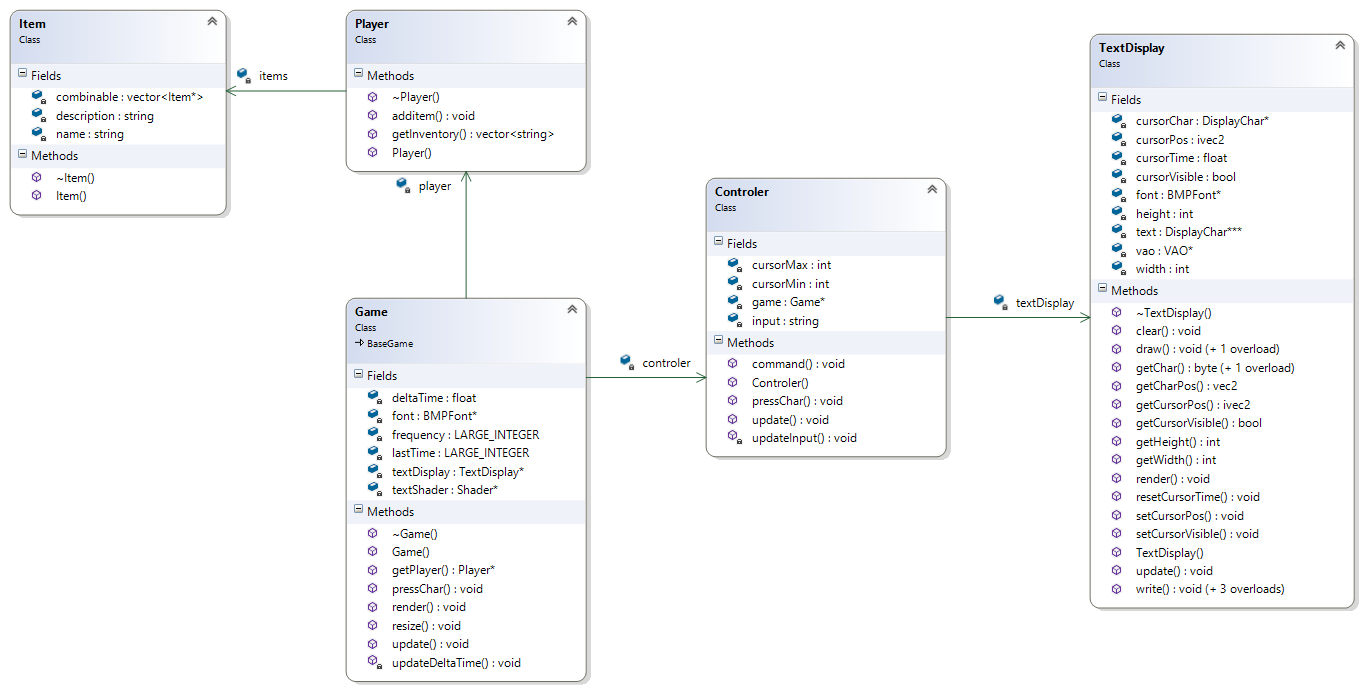 Item
Class
Fields
combinable : vector<Item*>
description : string
name : string
Methods
~Item()
Item()
items
Player
Class
Methods
~Player()
additem() : void
getInventory() : vector<string>
Player()
player
Game
Class
BaseGame
Fields
deltaTime : float
font : BMPFont*
frequency : LARGE_INTEGER
lastTime : LARGE_INTEGER
textDisplay : TextDisplay*
textShader : Shader*
Methods
~Game()
Game()
getPlayer() : Player*
pressChar() : void
render() : void
resize() : void
update() : void
updateDeltaTime() : void
controler
Controler
Class
Fields
cursorMax : int
cursorMin : int
game : Game*
input : string
Methods
command() : void
Controler()
pressChar() : void
update() : void
updateInput() : void
textDisplay
TextDisplay
Class
Fields
cursorChar : DisplayChar*
cursorPos : ivec2
cursorTime : float
cursorVisible : bool
font : BMPFont*
height : int
text : DisplayChar***
vao : VAO*
width : int
Methods
~TextDisplay()
clear() : void
draw() : void (+ 1 overload)
getChar() : byte (+ 1 overload)
getCharPos() : vec2
getCursorPos() : ivec2
getCursorVisible() : bool
getHeight() : int
getWidth() : int
render() : void
resetCursorTime() : void
setCursorPos() : void
setCursorVisible() : void
TextDisplay()
update() : void
write() : void (+ 3 overloads)